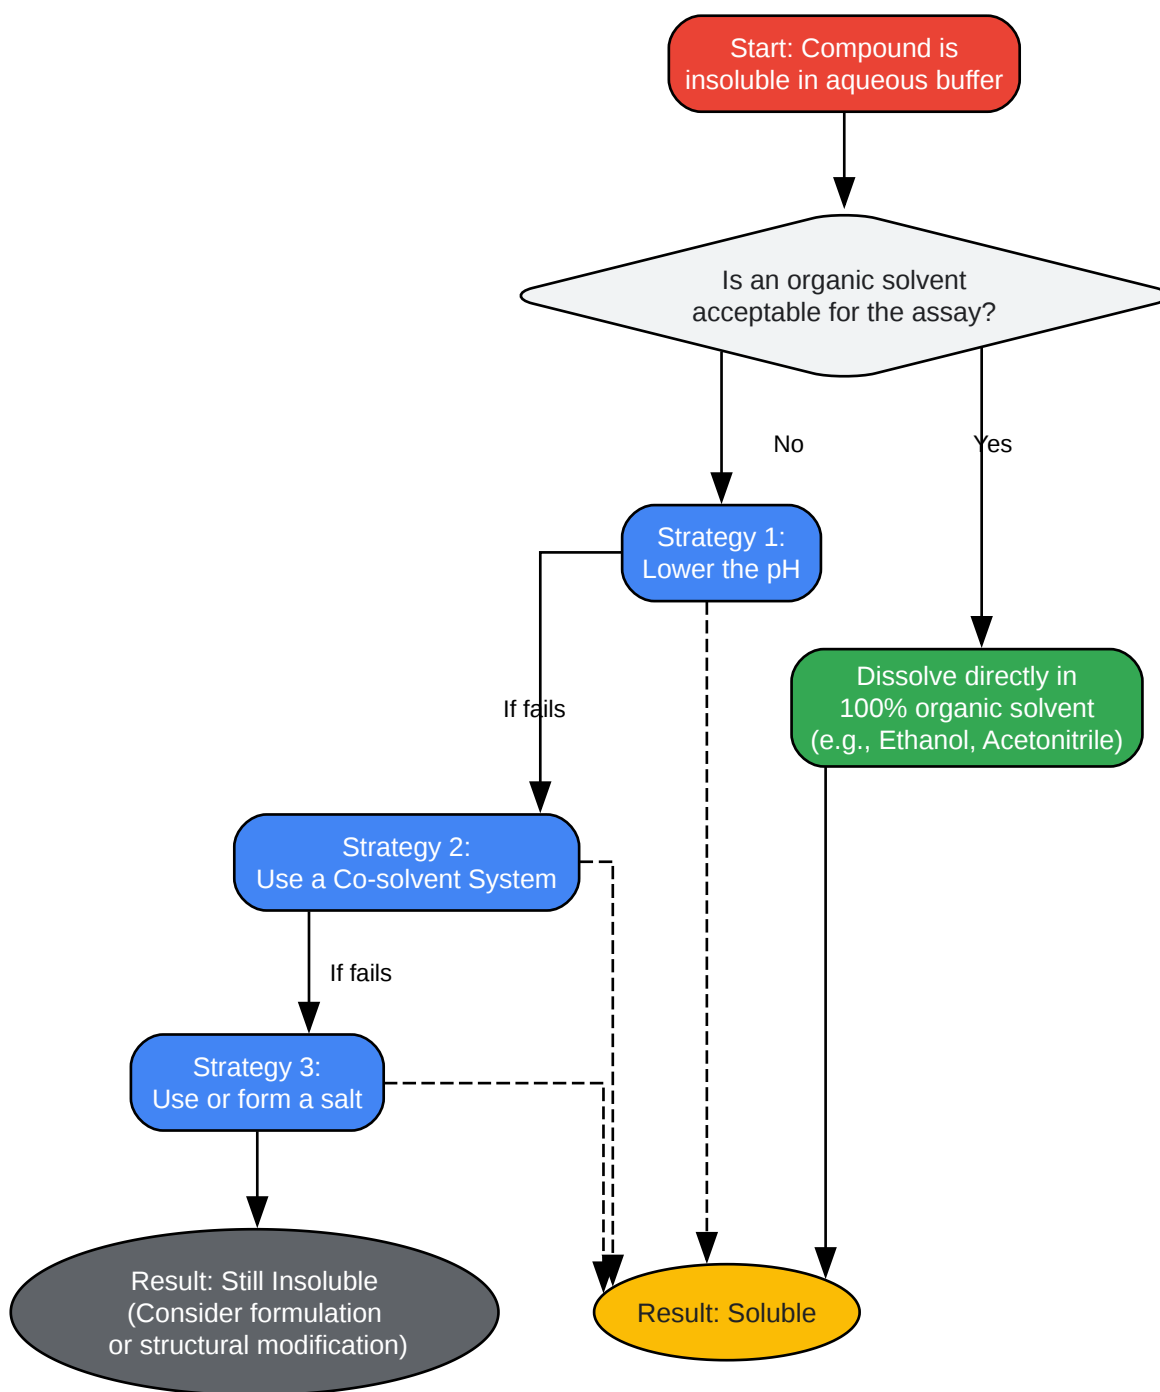 Start: Compound is
insoluble in aqueous buffer
Is an organic solvent
acceptable for the assay?
No
Yes
Strategy 1:
Lower the pH
Dissolve directly in
100% organic solvent
(e.g., Ethanol, Acetonitrile)
If fails
Strategy 2:
Use a Co-solvent System
If fails
Strategy 3:
Use or form a salt
Result: Still Insoluble
(Consider formulation
or structural modification)
Result: Soluble